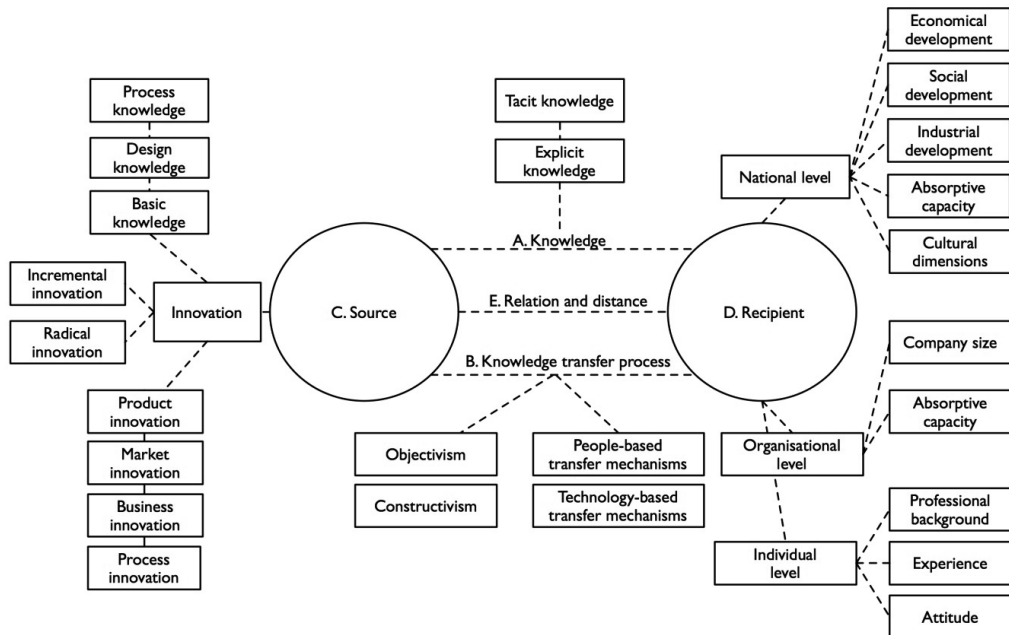 Process
knowledge
Design
knowledge
Basic
knowledge
Incremental
innovation
Radical
innovation
Innovation
Product
innovation
Market
innovation
Business
innovation
Process
innovation
C. Source
Tacit knowledge
Explicit
knowledge
A. Knowledge
E. Relation and distance
B. Knowledge transfer process
Objectivism
Constructivism
People-based
transfer mechanisms
Technology-based
transfer mechanisms
D. Recipient
National level
Economical
development
Social
development
Industrial
development
Absorptive
capacity
Cultural
dimensions
Organisational
level
Company size
Absorptive
capacity
Individual
level
Professional
background
Experience
Attitude